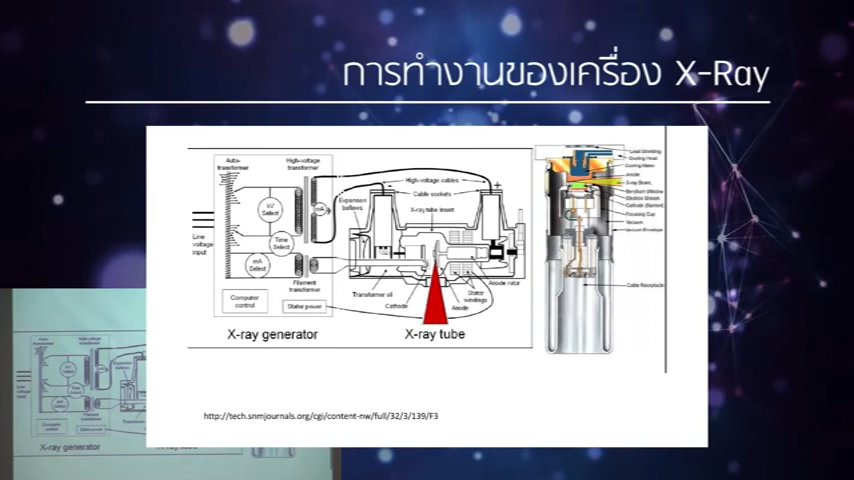 การทำงานของเครื่อง X-Ray
Auto-
transformer
High-voltage
transformer
High-voltage cables
Cable sockets
Expansion
bellows
X-ray tube insert
kV
Select
mA
Time
Select
mA
Select
Line
voltage
input
Filament
transformer
Computer
control
Stator power
Transformer oil
Cathode
Anode
Stator
windings
Anode rotor
X-ray generator
X-ray tube
Lead Shielding
Cooling Head
Cooling Water
Anode
X-ray Beam
Beryllium Window
Electron Stream
Cathode (filament)
Focusing Cup
Vacuum
Vacuum Envelope
Cable Receptacle
http://tech.snmjournals.org/cgi/content-nw/full/32/3/139/F3
X-ray generator